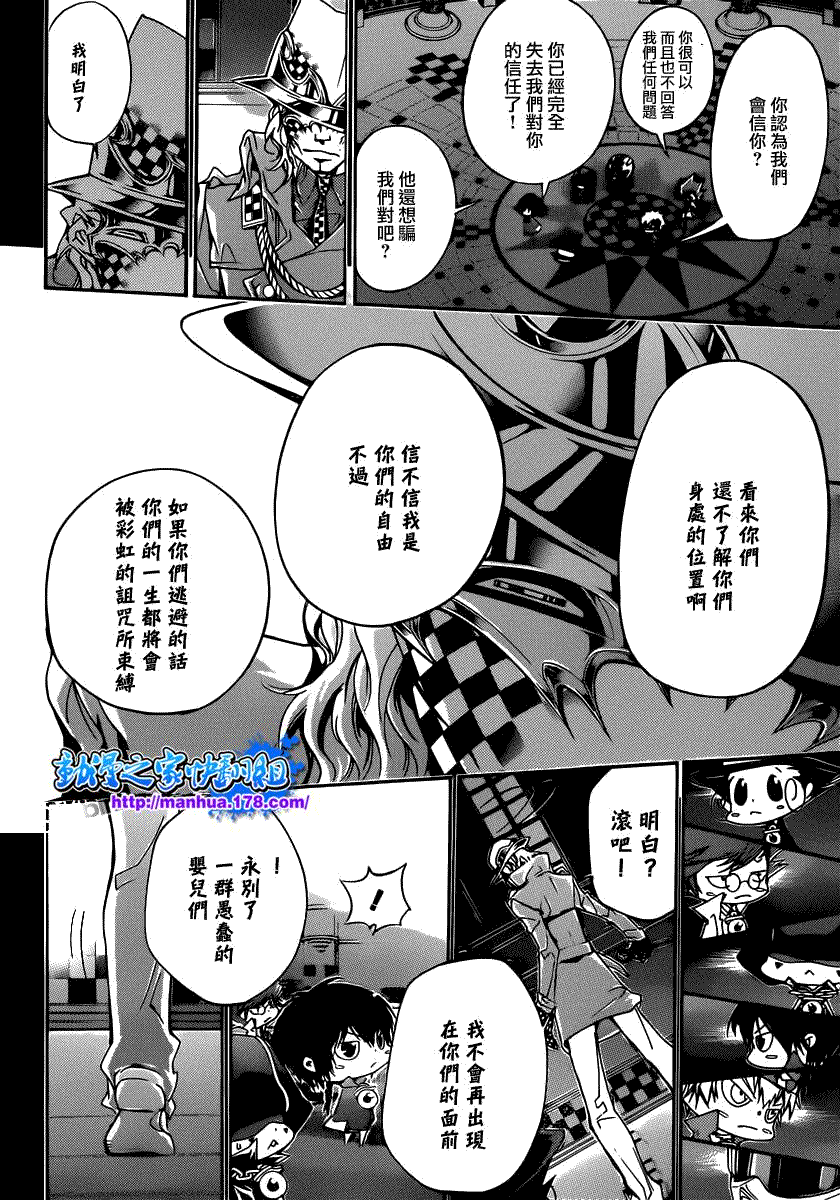 你認為我們
會信你？
你很可以
而且也不回答
我們任何問題
你已經完全
失去我們對你
的信任了！
他還想騙
我們對吧？
我明白了
看來你們
還不了解你們
身處的位置啊
信不信我是
你們的自由
不過
如果你們逃避的話
你們的一生都將會
被彩虹的詛咒所束縛
動漫之家快翻組
http://manhua.178.com/
明白？
滾吧！
我不會再出現
在你們的面前
！
！
永別了
一群愚蠢的
嬰兒們